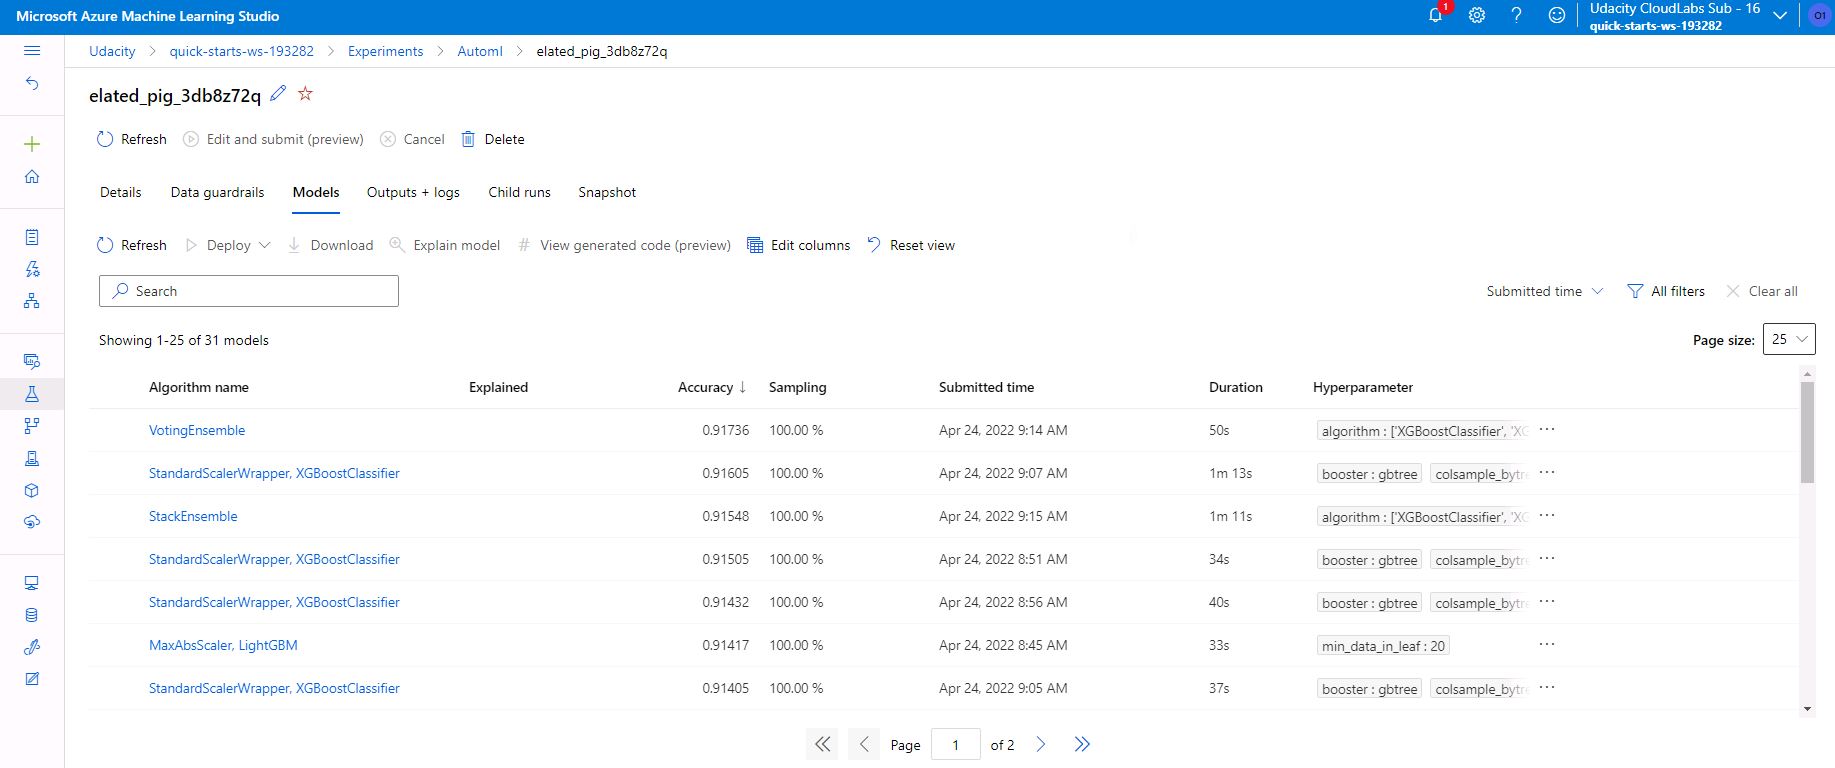 Microsoft Azure Machine Learning Studio
1
Udacity CloudLabs Sub - 16
quick-starts-ws-193282
O1
Udacity > quick-starts-ws-193282 > Experiments > Automl > elated_pig_3db8z72q
elated_pig_3db8z72q
Refresh Edit and submit (preview) Cancel Delete
Details Data guardrails Models Outputs + logs Child runs Snapshot
Refresh Deploy Download Explain model # View generated code (preview) Edit columns Reset view
Search
Submitted time All filters Clear all
Showing 1-25 of 31 models
Page size: 25
Algorithm name Explained Accuracy ↓ Sampling Submitted time Duration Hyperparameter
VotingEnsemble 0.91736 100.00 % Apr 24, 2022 9:14 AM 50s algorithm : ['XGBoostClassifier', 'XG ...
StandardScalerWrapper, XGBoostClassifier 0.91605 100.00 % Apr 24, 2022 9:07 AM 1m 13s booster : gbtree colsample_bytre ...
StackEnsemble 0.91548 100.00 % Apr 24, 2022 9:15 AM 1m 11s algorithm : ['XGBoostClassifier', 'XG ...
StandardScalerWrapper, XGBoostClassifier 0.91505 100.00 % Apr 24, 2022 8:51 AM 34s booster : gbtree colsample_bytre ...
StandardScalerWrapper, XGBoostClassifier 0.91432 100.00 % Apr 24, 2022 8:56 AM 40s booster : gbtree colsample_bytre ...
MaxAbsScaler, LightGBM 0.91417 100.00 % Apr 24, 2022 8:45 AM 33s min_data_in_leaf : 20 ...
StandardScalerWrapper, XGBoostClassifier 0.91405 100.00 % Apr 24, 2022 9:05 AM 37s booster : gbtree colsample_bytre ...
Page 1 of 2